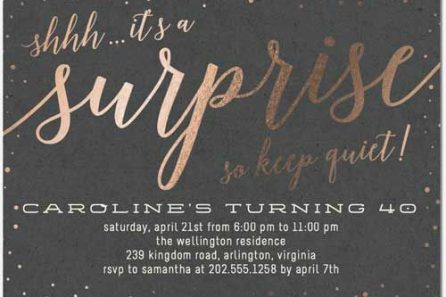 shhh...it's a
surprise
so keep quiet!
CAROLINE'S TURNING 40
saturday, april 21st from 6:00 pm to 11:00 pm
the wellington residence
239 kingdom road, arlington, virginia
rsvp to samantha at 202.555.1258 by april 7th